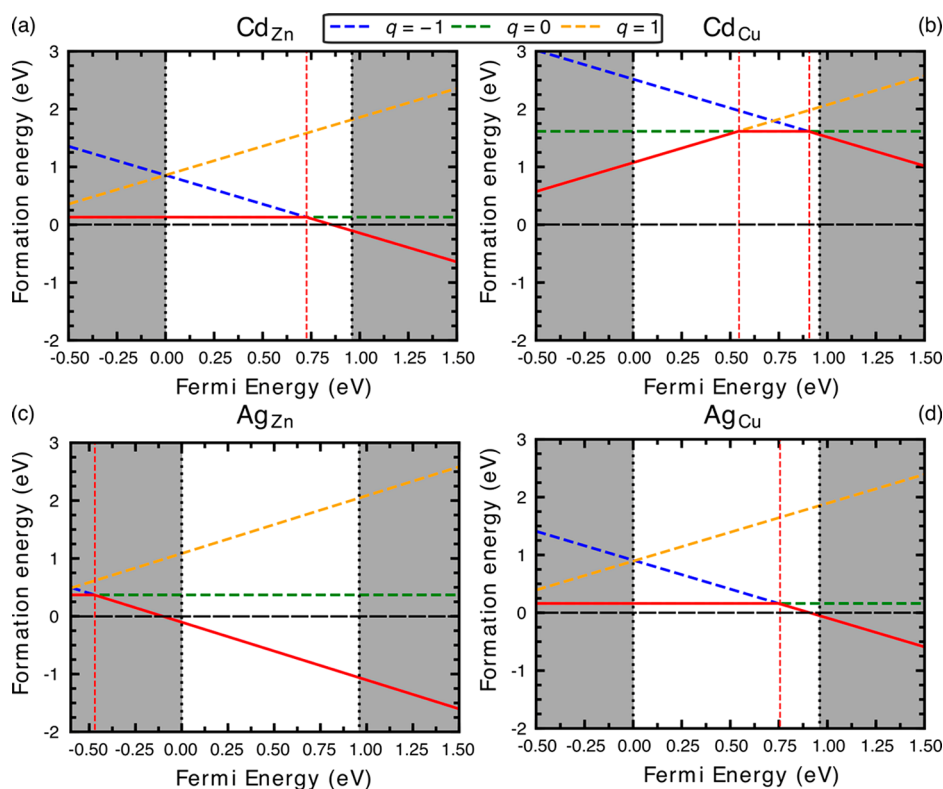 (a) Cd_Zn q = −1 q = 0 q = 1 Cd_Cu (b)
Formation energy (eV)
3
2
1
0
-1
-2
-0.50 -0.25 0.00 0.25 0.50 0.75 1.00 1.25 1.50
Fermi Energy (eV)
Formation energy (eV)
3
2
1
0
-1
-2
-0.50 -0.25 0.00 0.25 0.50 0.75 1.00 1.25 1.50
Fermi Energy (eV)
(c) Ag_Zn
Formation energy (eV)
3
2
1
0
-1
-2
-0.50 -0.25 0.00 0.25 0.50 0.75 1.00 1.25 1.50
Fermi Energy (eV)
Ag_Cu (d)
Formation energy (eV)
3
2
1
0
-1
-2
-0.50 -0.25 0.00 0.25 0.50 0.75 1.00 1.25 1.50
Fermi Energy (eV)